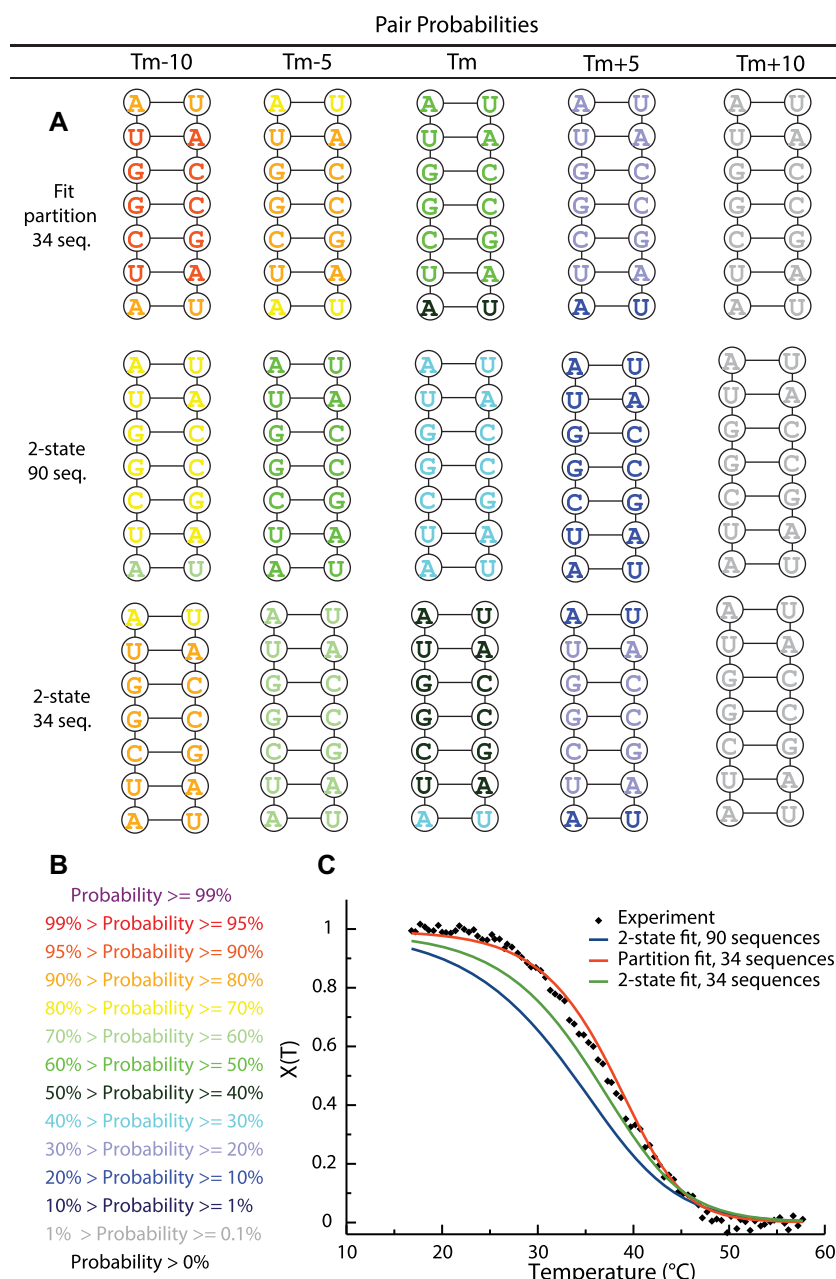 Pair Probabilities
Tm-10 Tm-5 Tm Tm+5 Tm+10
A
Fit
partition
34 seq.
A U A U A U A U A U
U A U A U A U A U A
G C G C G C G C G C
G C G C G C G C G C
C G C G C G C G C G
U A U A U A U A U A
A U A U A U A U A U
2-state
90 seq.
A U A U A U A U A U
U A U A U A U A U A
G C G C G C G C G C
G C G C G C G C G C
C G C G C G C G C G
U A U A U A U A U A
A U A U A U A U A U
2-state
34 seq.
A U A U A U A U A U
U A U A U A U A U A
G C G C G C G C G C
G C G C G C G C G C
C G C G C G C G C G
U A U A U A U A U A
A U A U A U A U A U
B
Probability >= 99%
99% > Probability >= 95%
95% > Probability >= 90%
90% > Probability >= 80%
80% > Probability >= 70%
70% > Probability >= 60%
60% > Probability >= 50%
50% > Probability >= 40%
40% > Probability >= 30%
30% > Probability >= 20%
20% > Probability >= 10%
10% > Probability >= 1%
1% > Probability >= 0.1%
Probability > 0%
C
Experiment
2-state fit, 90 sequences
Partition fit, 34 sequences
2-state fit, 34 sequences
X(T)
1
0.8
0.6
0.4
0.2
0
10 20 30 40 50 60
Temperature (°C)